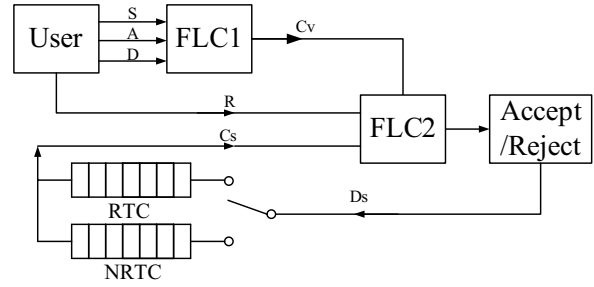 S
User
A
FLC1
D
Cv
R
FLC2
Accept
/Reject
Cs
RTC
Ds
NRTC